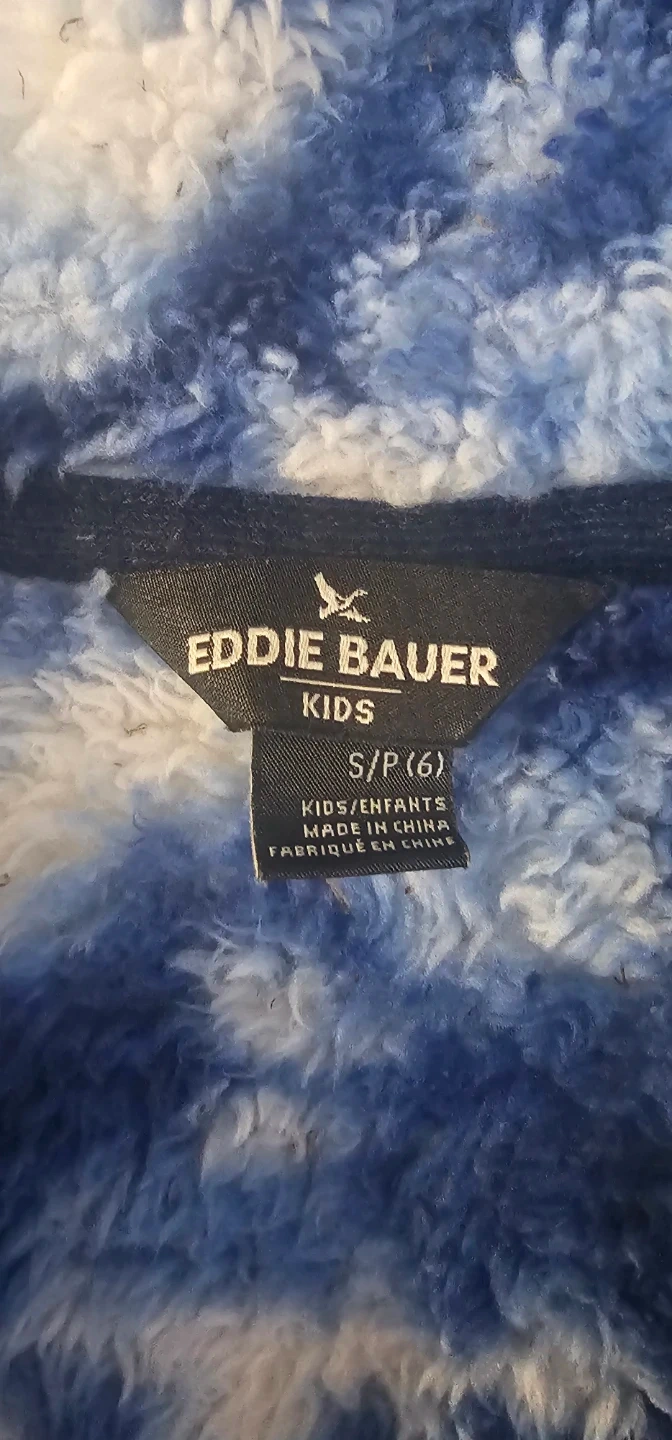 EDDIE BAUER
KIDS
S/P (6)
KIDS/ENFANTS
MADE IN CHINA
FABRIQUÉ EN CHINE